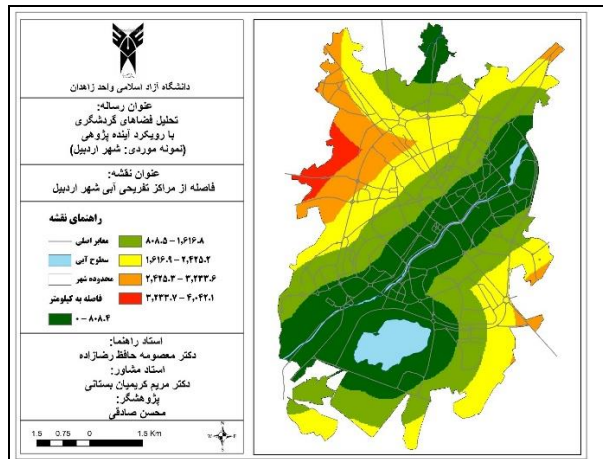 دانشگاه آزاد اسلامی واحد زاهدان
عنوان رساله:
تحلیل فضاهای گردشگری
با رویکرد آینده پژوهی
(نمونه موردی: شهر اردبیل)
عنوان نقشه:
فاصله از مراکز تفریحی آبی شهر اردبیل
راهنمای نقشه
معابر اصلی
سطوح آبی
محدوده شهر
فاصله به کیلومتر
۰ – ۸۰۸.۴
۸۰۸.۵ – ۱,۶۱۶.۸
۱,۶۱۶.۹ – ۲,۴۲۵.۲
۲,۴۲۵.۳ – ۳,۲۳۳.۶
۳,۲۳۳.۷ – ۴,۰۴۲.۱
استاد راهنما:
دکتر معصومه حافظ رضازاده
استاد مشاور:
دکتر مریم کریمیان بستانی
پژوهشگر:
محسن صادقی
1.5 0.75 0 1.5 Km